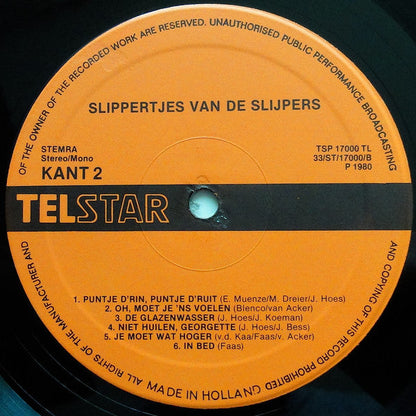 ALL RIGHTS OF THE MANUFACTURER AND OF THE OWNER OF THE RECORDED WORK ARE RESERVED. UNAUTHORISED PUBLIC PERFORMANCE BROADCASTING AND COPYING OF THIS RECORD PROHIBITED
SLIPPERTJES VAN DE SLIJPERS
STEMRA
Stereo/Mono
KANT 2
TSP 17000 TL
33/ST/17000/B
P 1980
TELSTAR
1. PUNTJE D'RIN, PUNTJE D'RUIT (E. Muenze/M. Dreier/J. Hoes)
2. OH, MOET JE 'NS VOELEN (Blenco/van Acker)
3. DE GLAZENWASSER (J. Hoes/J. Koeman)
4. NIET HUILEN, GEORGETTE (J. Hoes/J. Bess)
5. JE MOET WAT HOGER (v.d. Kaa/Faas/v. Acker)
6. IN BED (Faas)
MADE IN HOLLAND